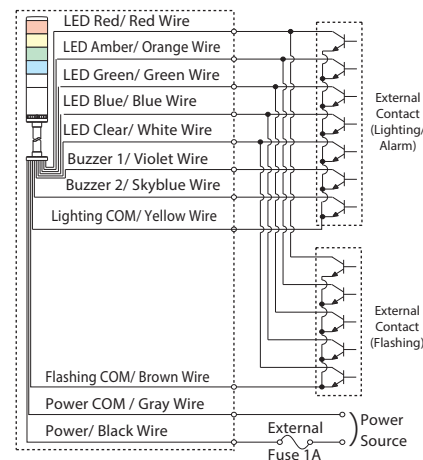 LED Red/ Red Wire
LED Amber/ Orange Wire
LED Green/ Green Wire
LED Blue/ Blue Wire
LED Clear/ White Wire
Buzzer 1/ Violet Wire
Buzzer 2/ Skyblue Wire
Lighting COM/ Yellow Wire
External
Contact
(Lighting/
Alarm)
External
Contact
(Flashing)
Flashing COM/ Brown Wire
Power COM / Gray Wire
Power/ Black Wire
External
Fuse 1A
Power
Source